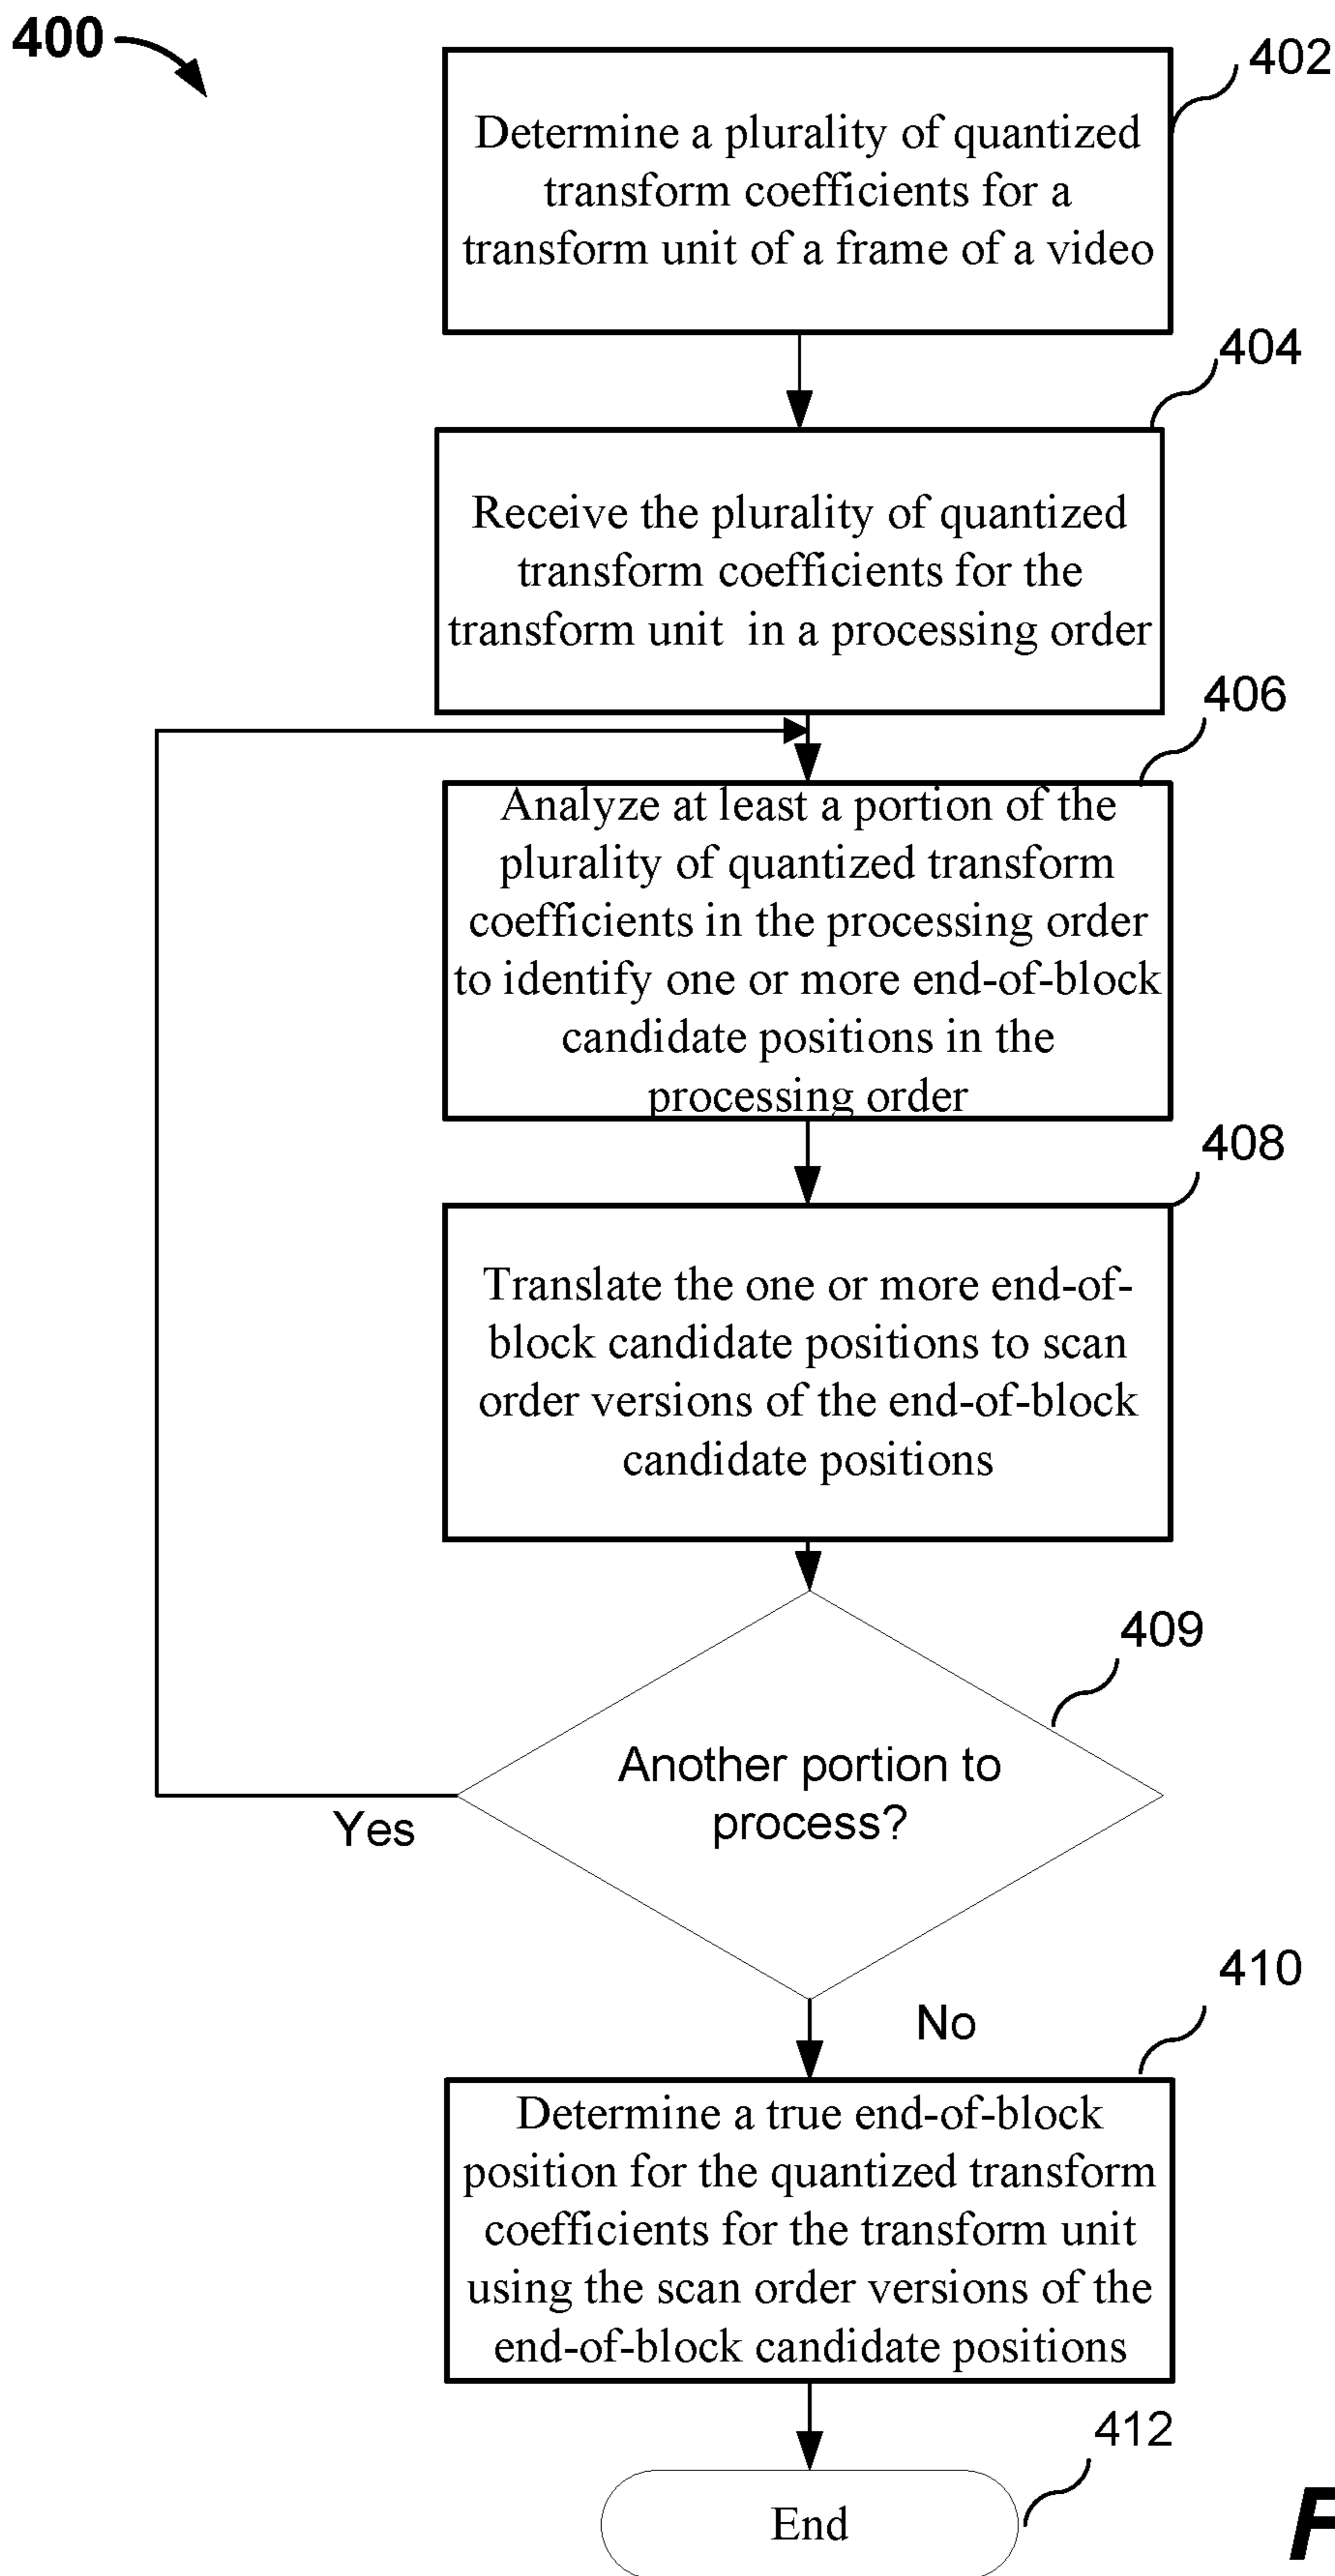 400
402
Determine a plurality of quantized
transform coefficients for a
transform unit of a frame of a video
404
Receive the plurality of quantized
transform coefficients for the
transform unit in a processing order
406
Analyze at least a portion of the
plurality of quantized transform
coefficients in the processing order
to identify one or more end-of-block
candidate positions in the
processing order
408
Translate the one or more end-of-
block candidate positions to scan
order versions of the end-of-block
candidate positions
409
Another portion to
process?
Yes
No
410
Determine a true end-of-block
position for the quantized transform
coefficients for the transform unit
using the scan order versions of the
end-of-block candidate positions
412
End
F